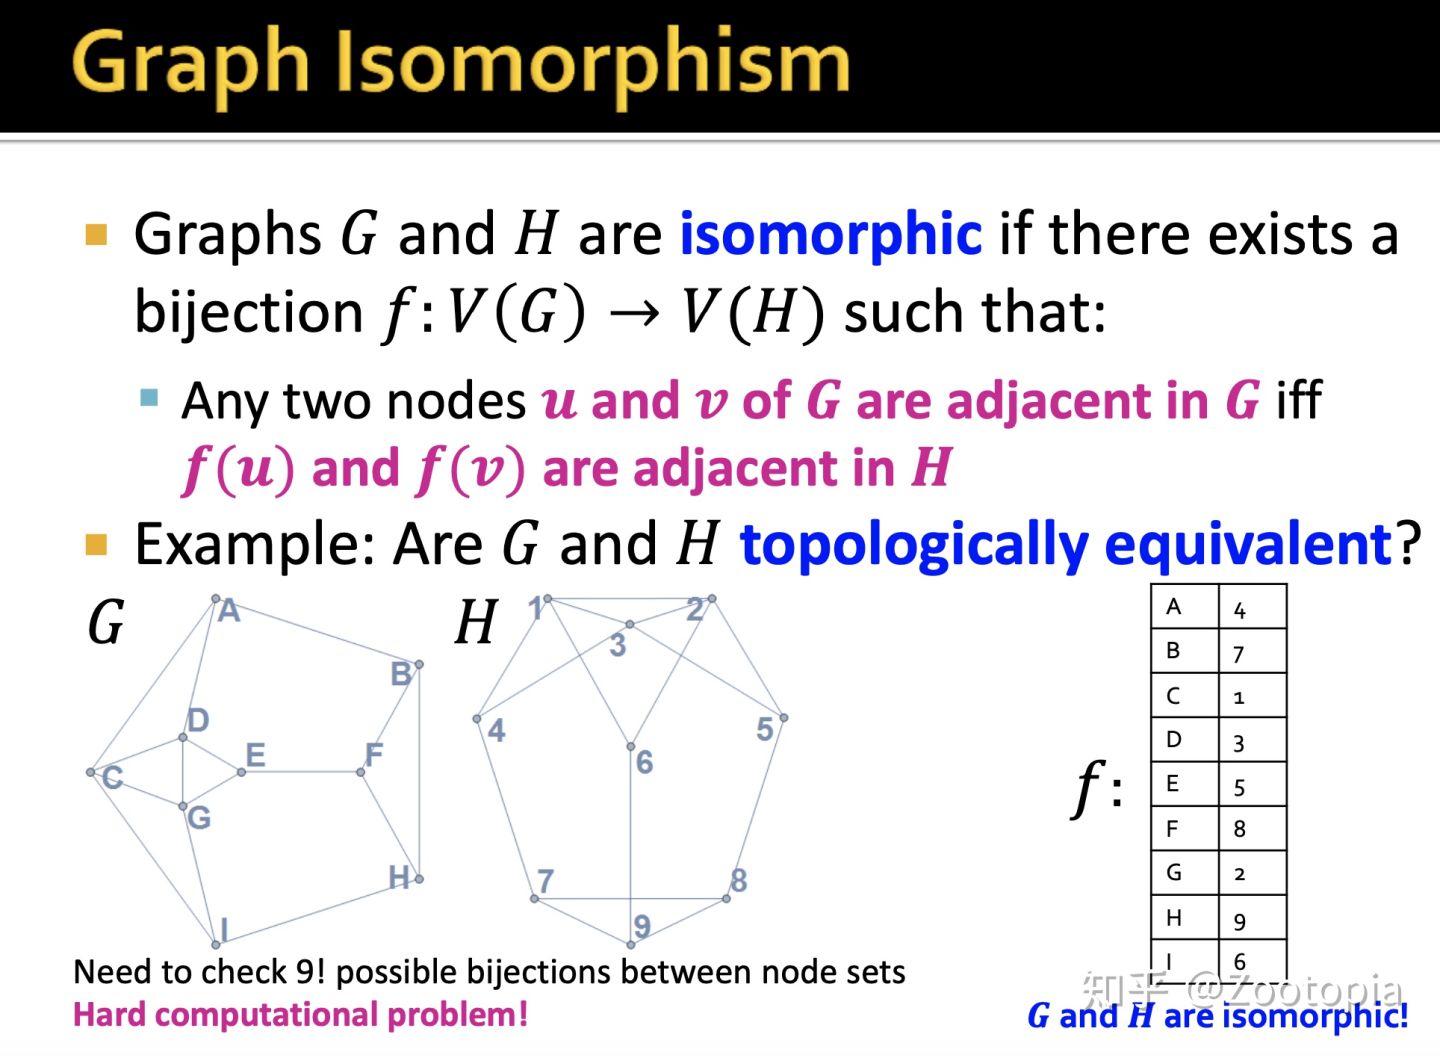 Graph Isomorphism
Graphs G and H are isomorphic if there exists a
bijection f: V(G) → V(H) such that:
Any two nodes u and v of G are adjacent in G iff
f(u) and f(v) are adjacent in H
Example: Are G and H topologically equivalent?
G
A
B
D
E
F
C
G
H
I
H
1
2
3
4
5
6
7
8
9
f:
A 4
B 7
C 1
D 3
E 5
F 8
G 2
H 9
I 6
Need to check 9! possible bijections between node sets
Hard computational problem!
知乎 @Zootopia
G and H are isomorphic!